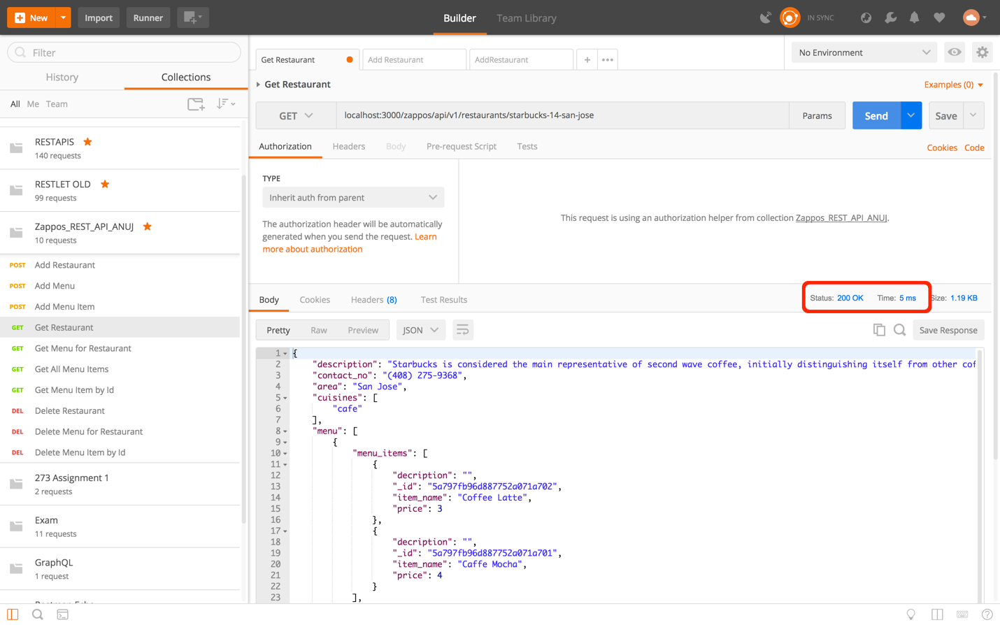 New
Import
Runner
Builder
Team Library
IN SYNC
Filter
History
Collections
All Me Team
RESTAPIS
140 requests
RESTLET OLD
99 requests
Zappos_REST_API_ANUJ
10 requests
POST Add Restaurant
POST Add Menu
POST Add Menu Item
GET Get Restaurant
GET Get Menu for Restaurant
GET Get All Menu Items
GET Get Menu Item by Id
DEL Delete Restaurant
DEL Delete Menu for Restaurant
DEL Delete Menu Item by Id
273 Assignment 1
2 requests
Exam
11 requests
GraphQL
1 request
Get Restaurant
Add Restaurant
AddRestaurant
+
•••
No Environment
Get Restaurant
Examples (0)
GET
localhost:3000/zappos/api/v1/restaurants/starbucks-14-san-jose
Params
Send
Save
Authorization
Headers
Body
Pre-request Script
Tests
Cookies
Code
TYPE
Inherit auth from parent
The authorization header will be automatically
generated when you send the request. Learn
more about authorization
This request is using an authorization helper from collection Zappos_REST_API_ANUJ.
Body
Cookies
Headers (8)
Test Results
Status: 200 OK
Time: 5 ms
Size: 1.19 KB
Pretty
Raw
Preview
JSON
Save Response
1 {
2 "description": "Starbucks is considered the main representative of second wave coffee, initially distinguishing itself from other cof
3 "contact_no": "(408) 275-9368",
4 "area": "San Jose",
5 "cuisines": [
6 "cafe"
7 ],
8 "menu": [
9 {
10 "menu_items": [
11 {
12 "decription": "",
13 "_id": "5a797fb96d887752a071a702",
14 "item_name": "Coffee Latte",
15 "price": 3
16 },
17 {
18 "decription": "",
19 "_id": "5a797fb96d887752a071a701",
20 "item_name": "Caffe Mocha",
21 "price": 4
22 }
23 ],